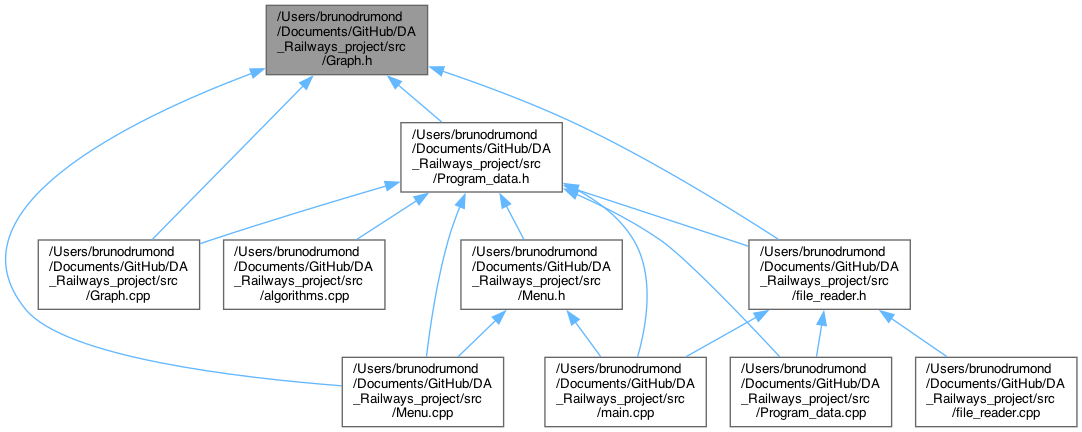 /Users/brunodrumond
/Documents/GitHub/DA
_Railways_project/src
/Graph.h
/Users/brunodrumond
/Documents/GitHub/DA
_Railways_project/src
/Program_data.h
/Users/brunodrumond
/Documents/GitHub/DA
_Railways_project/src
/Graph.cpp
/Users/brunodrumond
/Documents/GitHub/DA
_Railways_project/src
/algorithms.cpp
/Users/brunodrumond
/Documents/GitHub/DA
_Railways_project/src
/Menu.h
/Users/brunodrumond
/Documents/GitHub/DA
_Railways_project/src
/file_reader.h
/Users/brunodrumond
/Documents/GitHub/DA
_Railways_project/src
/Menu.cpp
/Users/brunodrumond
/Documents/GitHub/DA
_Railways_project/src
/main.cpp
/Users/brunodrumond
/Documents/GitHub/DA
_Railways_project/src
/Program_data.cpp
/Users/brunodrumond
/Documents/GitHub/DA
_Railways_project/src
/file_reader.cpp